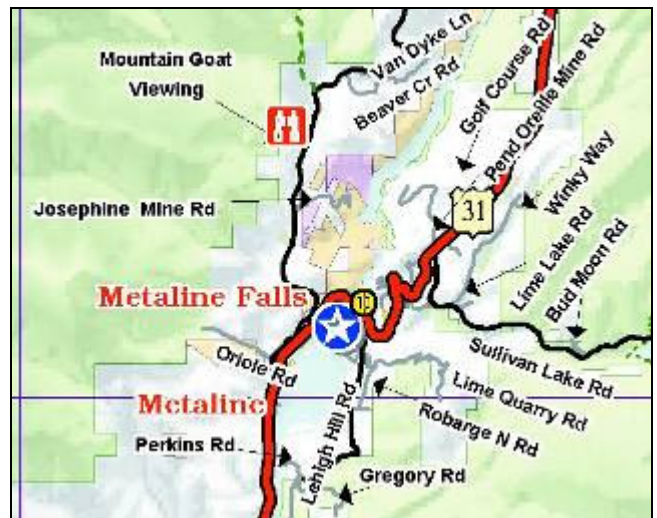 Van Dyke Ln
Mountain Goat
Viewing
Beaver Cr Rd
Golf Course Rd
Pend Oreille Mine Rd
Josephine Mine Rd
31
Winky Way
Lime Lake Rd
Bud Moon Rd
Metaline Falls
Sullivan Lake Rd
Oriole Rd
Lime Quarry Rd
Metaline
Robarge N Rd
Lehigh Hill Rd
Perkins Rd
Gregory Rd